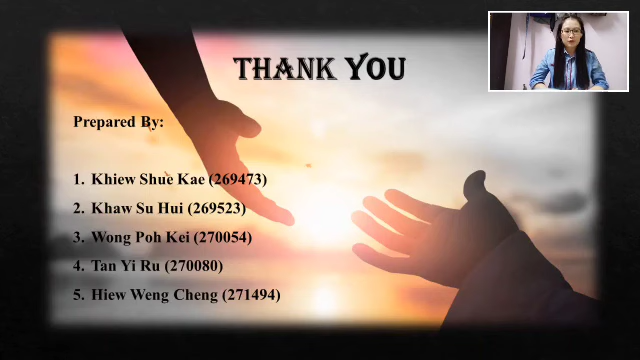 THANK YOU
Prepared By:
1. Khiew Shue Kae (269473)
2. Khaw Su Hui (269523)
3. Wong Poh Kei (270054)
4. Tan Yi Ru (270080)
5. Hiew Weng Cheng (271494)